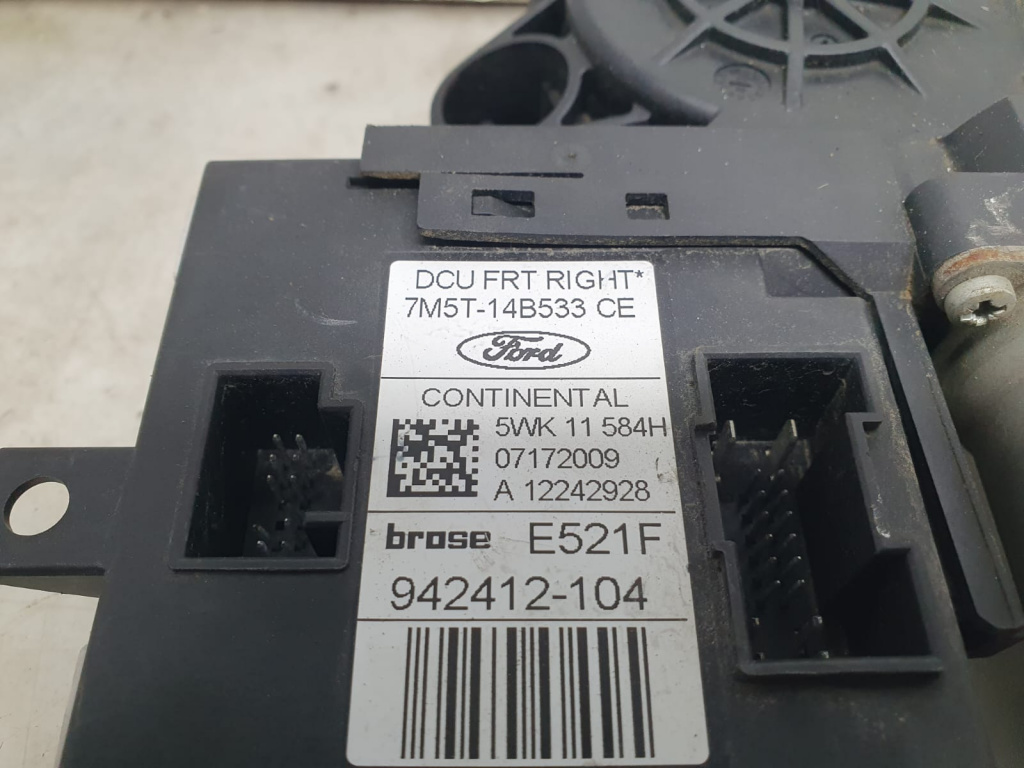 DCU FRT RIGHT*
7M5T-14B533 CE
Ford
CONTINENTAL
5WK 11 584H
07172009
A 12242928
brose E521F
942412-104